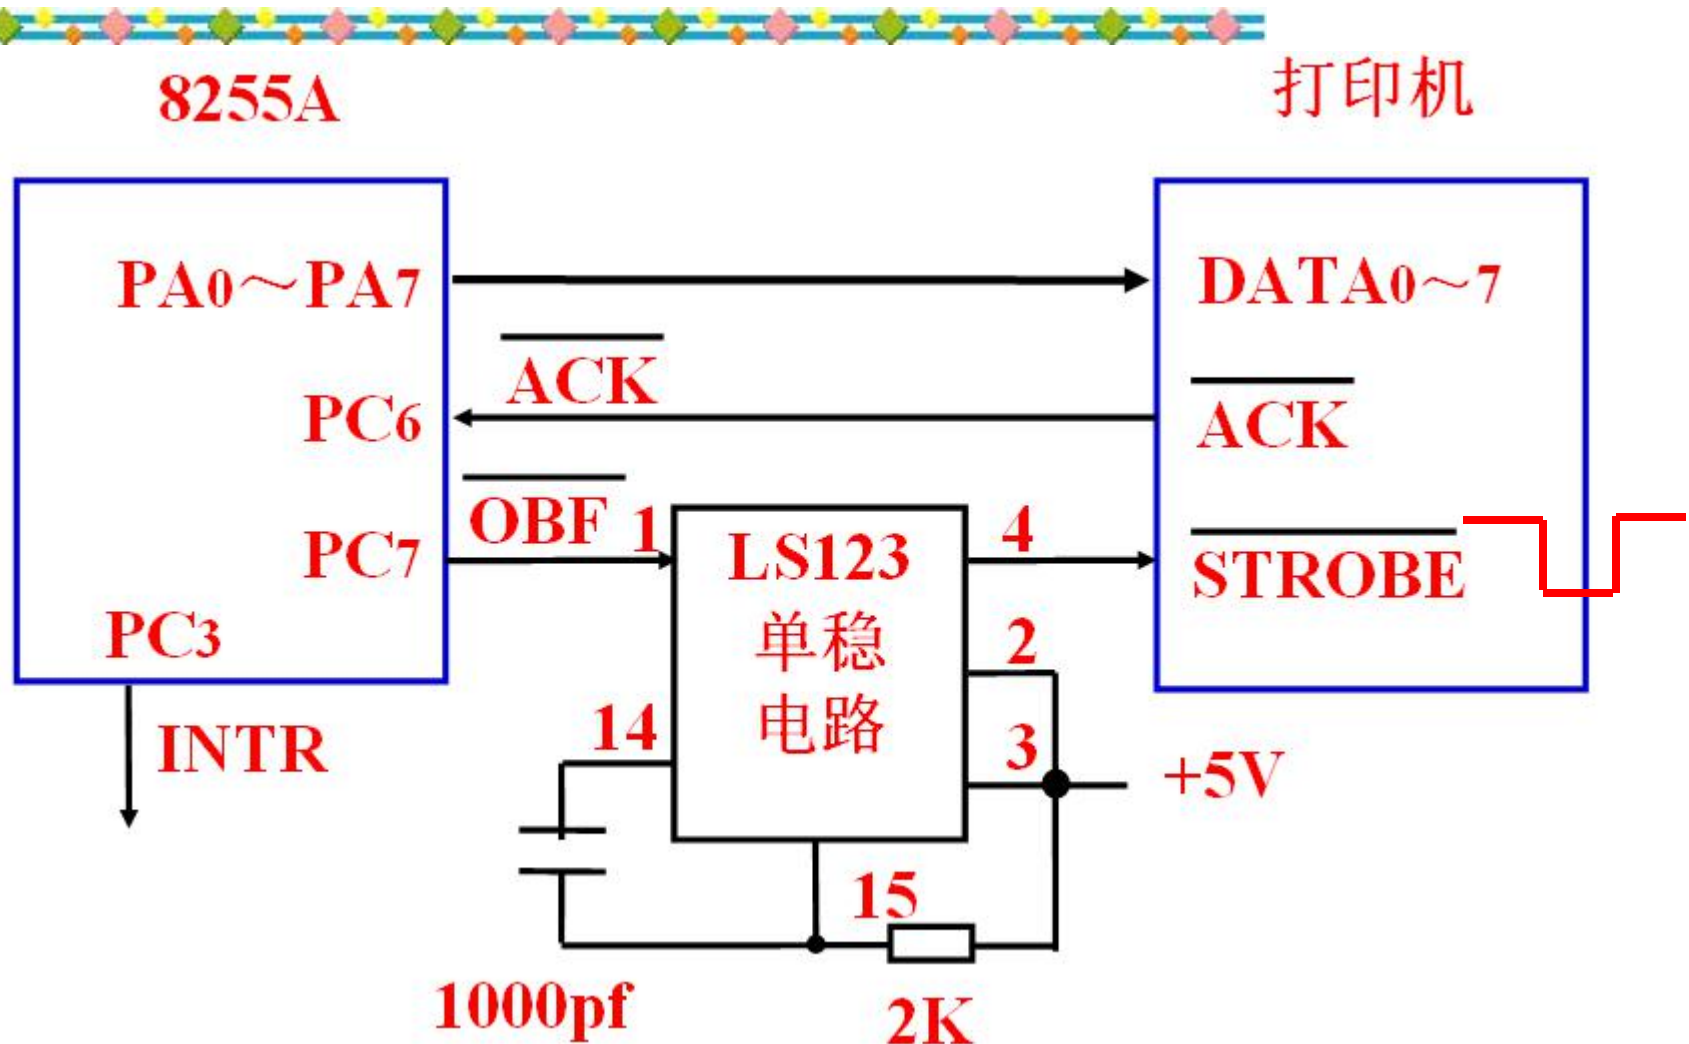 8255A
打印机
PA0～PA7
DATA0～7
ACK
PC6
ACK
OBF
1
4
PC7
LS123
STROBE
单稳
2
PC3
电路
14
3
INTR
+5V
15
1000pf
2K